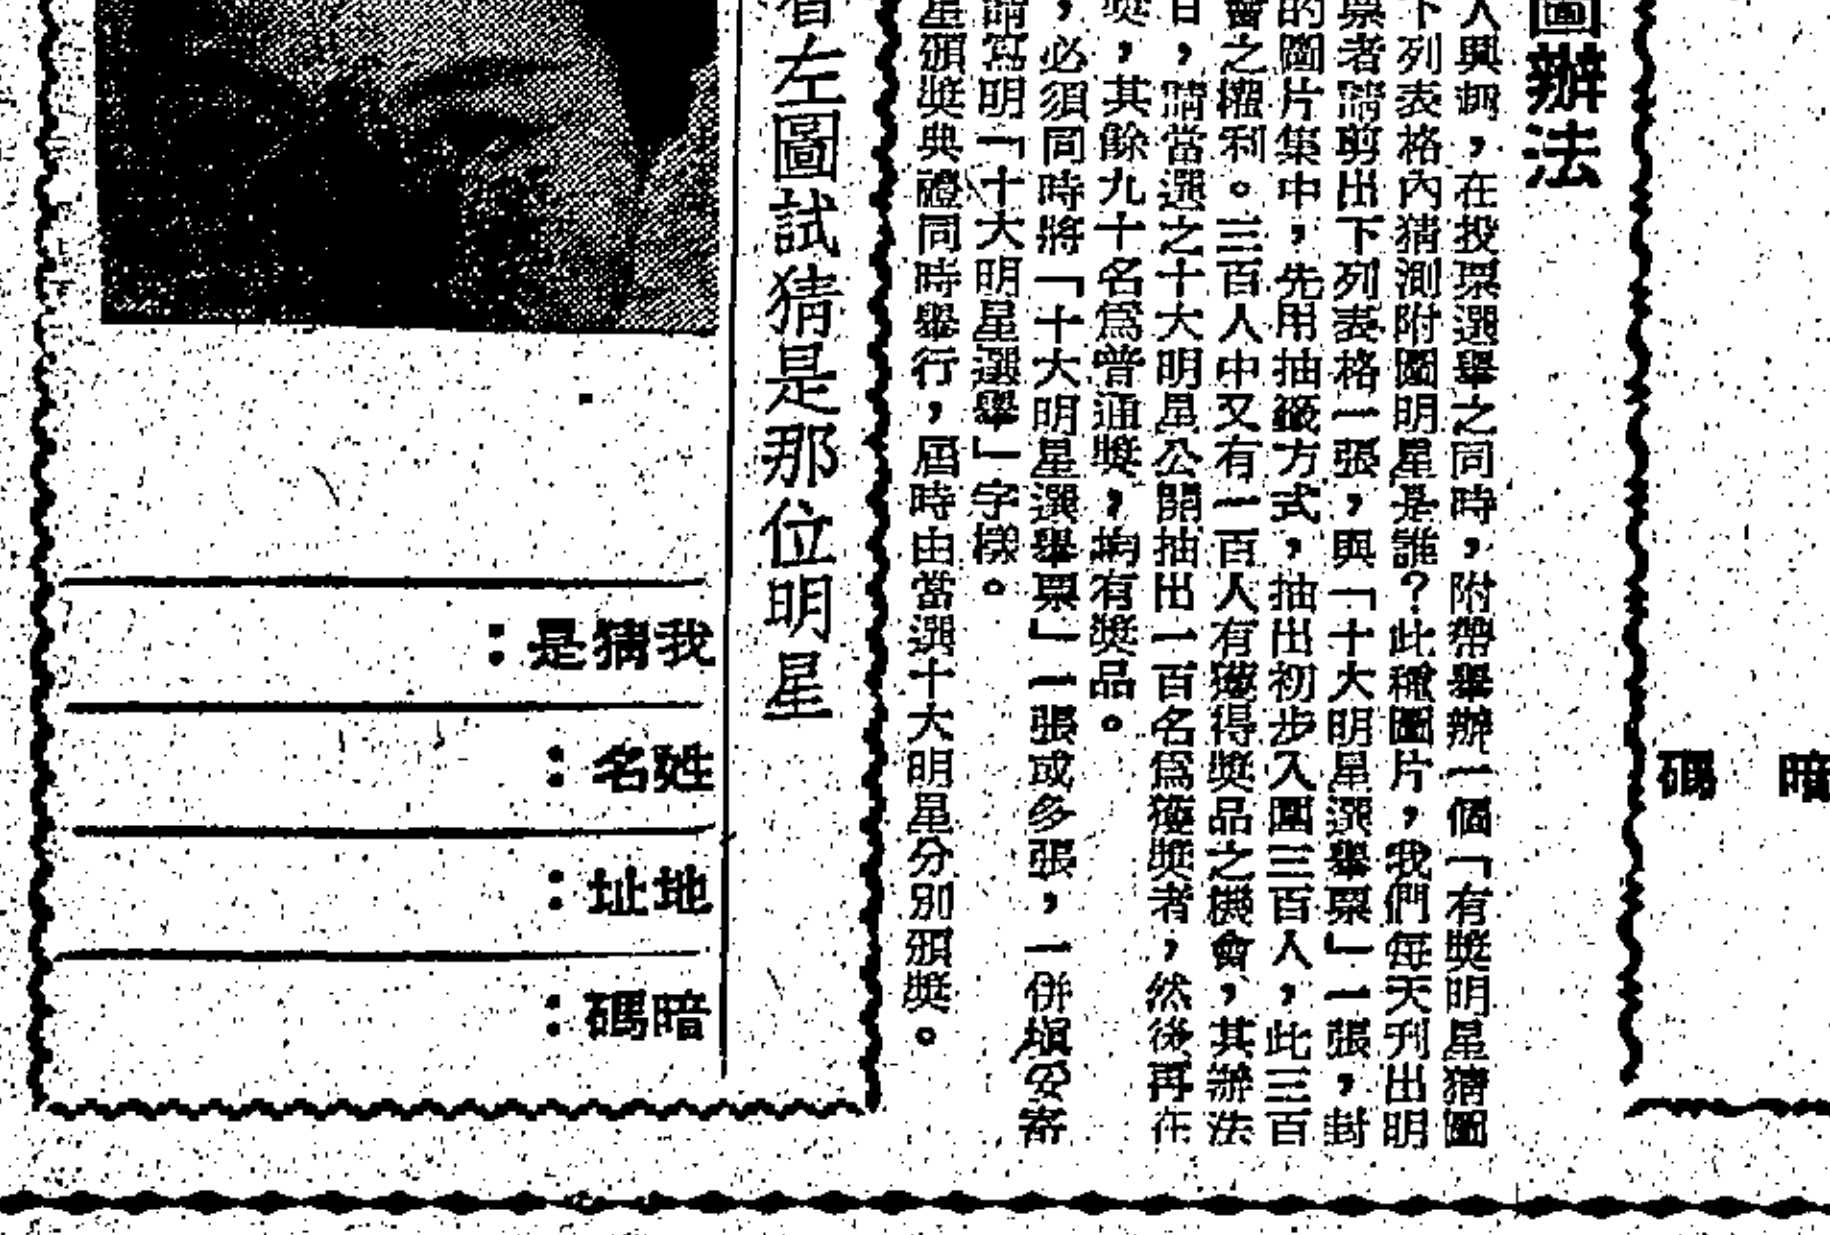 碼　暗
圖辦法
人興趣，在投票選舉之同時，附帶舉辦一個「有獎明星猜圖
下列表格內猜測附圖明星是誰？此種圖片，我們每天刊出明
票者請剪出下列表格一張，與「十大明星選舉票」一張，封
的圖片集中，先用抽籤方式，抽出初步入圍三百人，此三百
會之權利。三百人中又有一百人有獲得獎品之機會，其辦法
日，請當選之十大明星公開抽出一百名爲獲獎者，然後再在
獎，其餘九十名爲普通獎，均有獎品。
，必須同時將「十大明星選舉票」一張或多張，一併填妥寄
請寫明「十大明星選舉」字樣。
星頒獎典禮同時舉行，屆時由當選十大明星分別頒獎。
看左圖試猜是那位明星
：是猜我
：名姓
：址地
：碼暗